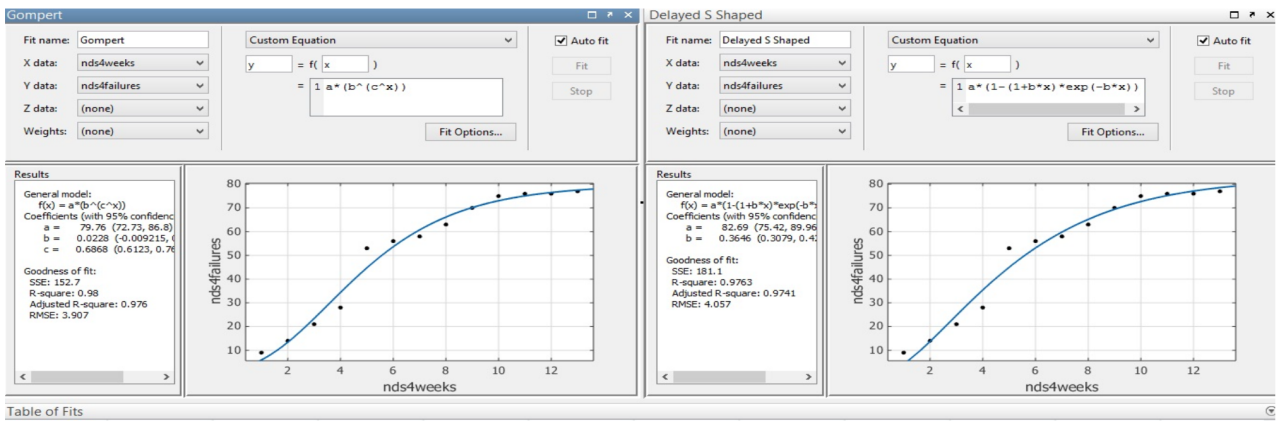 Gompert
Fit name: Gompert
X data: nds4weeks
Y data: nds4failures
Z data: (none)
Weights: (none)
Custom Equation
y = f( x )
= 1 a*(b^(c^x))
Fit Options...
Auto fit
Fit
Stop
Results
General model:
f(x) = a*(b^(c^x))
Coefficients (with 95% confidenc
a = 79.76 (72.73, 86.8)
b = 0.0228 (-0.009215, 
c = 0.6868 (0.6123, 0.76
Goodness of fit:
SSE: 152.7
R-square: 0.98
Adjusted R-square: 0.976
RMSE: 3.907
nds4failures
80
70
60
50
40
30
20
10
2 4 6 8 10 12
nds4weeks
Delayed S Shaped
Fit name: Delayed S Shaped
X data: nds4weeks
Y data: nds4failures
Z data: (none)
Weights: (none)
Custom Equation
y = f( x )
= 1 a*(1-(1+b*x)*exp(-b*x))
Fit Options...
Auto fit
Fit
Stop
Results
General model:
f(x) = a*(1-(1+b*x)*exp(-b*
Coefficients (with 95% confidenc
a = 82.69 (75.42, 89.96
b = 0.3646 (0.3079, 0.4
Goodness of fit:
SSE: 181.1
R-square: 0.9763
Adjusted R-square: 0.9741
RMSE: 4.057
nds4failures
80
70
60
50
40
30
20
10
2 4 6 8 10 12
nds4weeks
Table of Fits